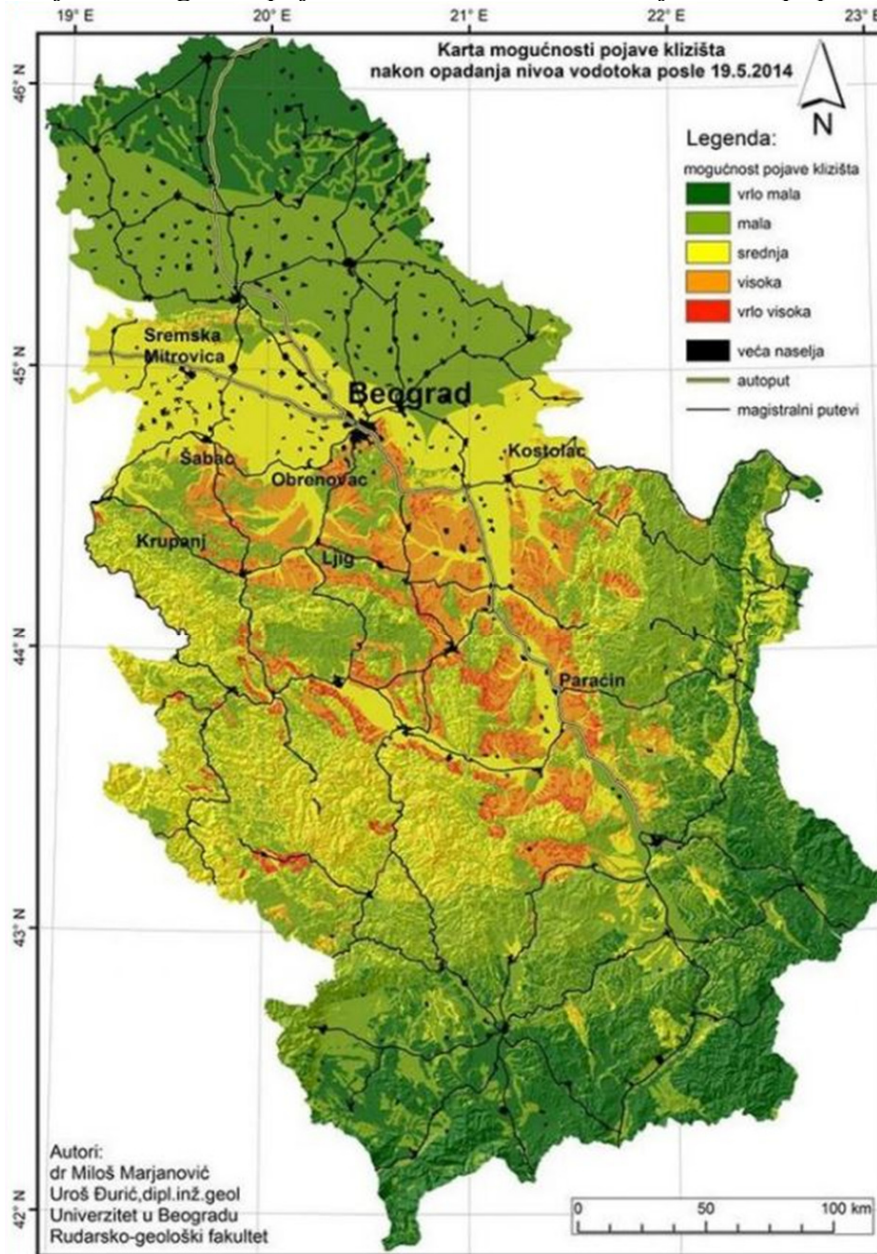 19° E
20° E
21° E
22° E
23° E
Karta mogućnosti pojave klizišta
nakon opadanja nivoa vodotoka posle 19.5.2014
N
46° N
Legenda:
mogućnost pojave klizišta
vrlo mala
mala
srednja
visoka
vrlo visoka
veća naselja
autoput
magistralni putevi
Sremska
Mitrovica
45° N
Beograd
Šabac
Obrenovac
Kostolac
Krupanj
Ljig
44° N
Paraćin
43° N
42° N
Autori:
dr Miloš Marjanović
Uroš Đurić,dipl.inž.geol
Univerzitet u Beogradu
Rudarsko-geološki fakultet
0 50 100 km